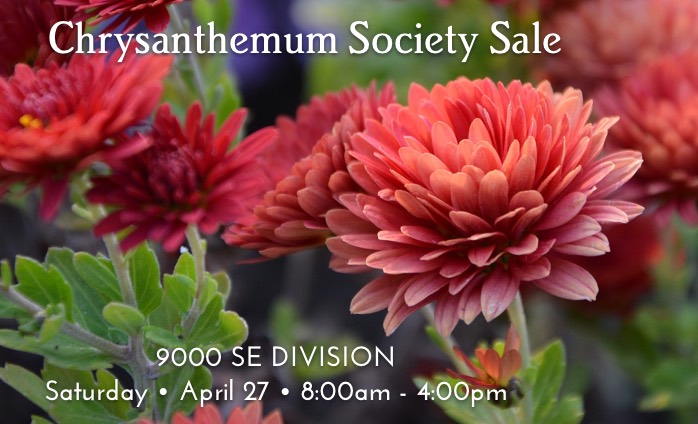 Chrysanthemum Society Sale
9000 SE DIVISION
Saturday • April 27 • 8:00am - 4:00pm